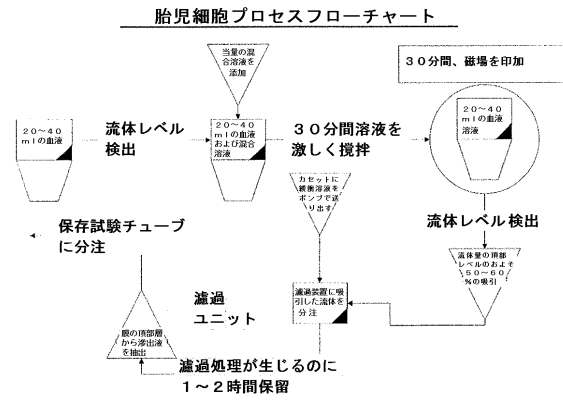 胎児細胞プロセスフローチャート
当量の混
合溶液を
添加
30分間、磁場を印加
20～40
mlの血液
流体レベル
検出
20～40
mlの血液
および混合
溶液
30分間溶液を
激しく撹拌
20～40
mlの血液
溶液
カセットに
緩衝溶液を
ポンプで送
り出す
流体レベル検出
保存試験チューブ
に分注
流体量の頂部
レベルのおよそ
50～60
%の吸引
濾過
ユニット
濾過装置に吸
引した流体を
分注
膜の頂部層
から滲出液
を抽出
濾過処理が生じるのに
1～2時間保留